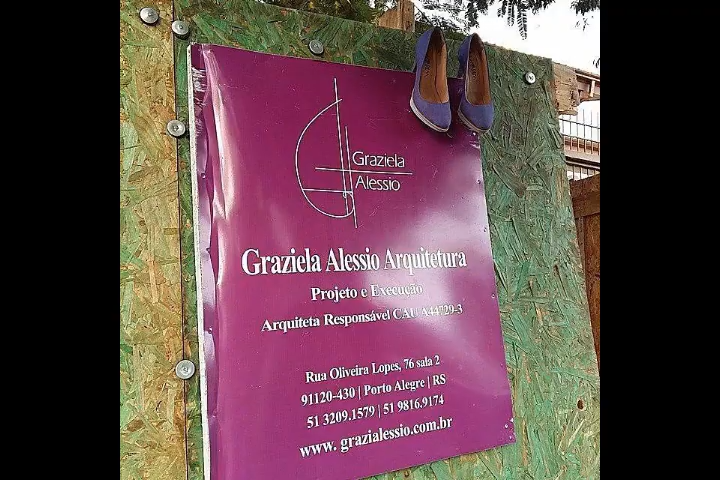 Graziela
Alessio
Graziela Alessio Arquitetura
Projeto e Execução
Arquiteta Responsável CAU A44729-3
Rua Oliveira Lopes, 76 sala 2
91120-430 | Porto Alegre | RS
51 3209.1579 | 51 9816.9174
www. grazialessio.com.br